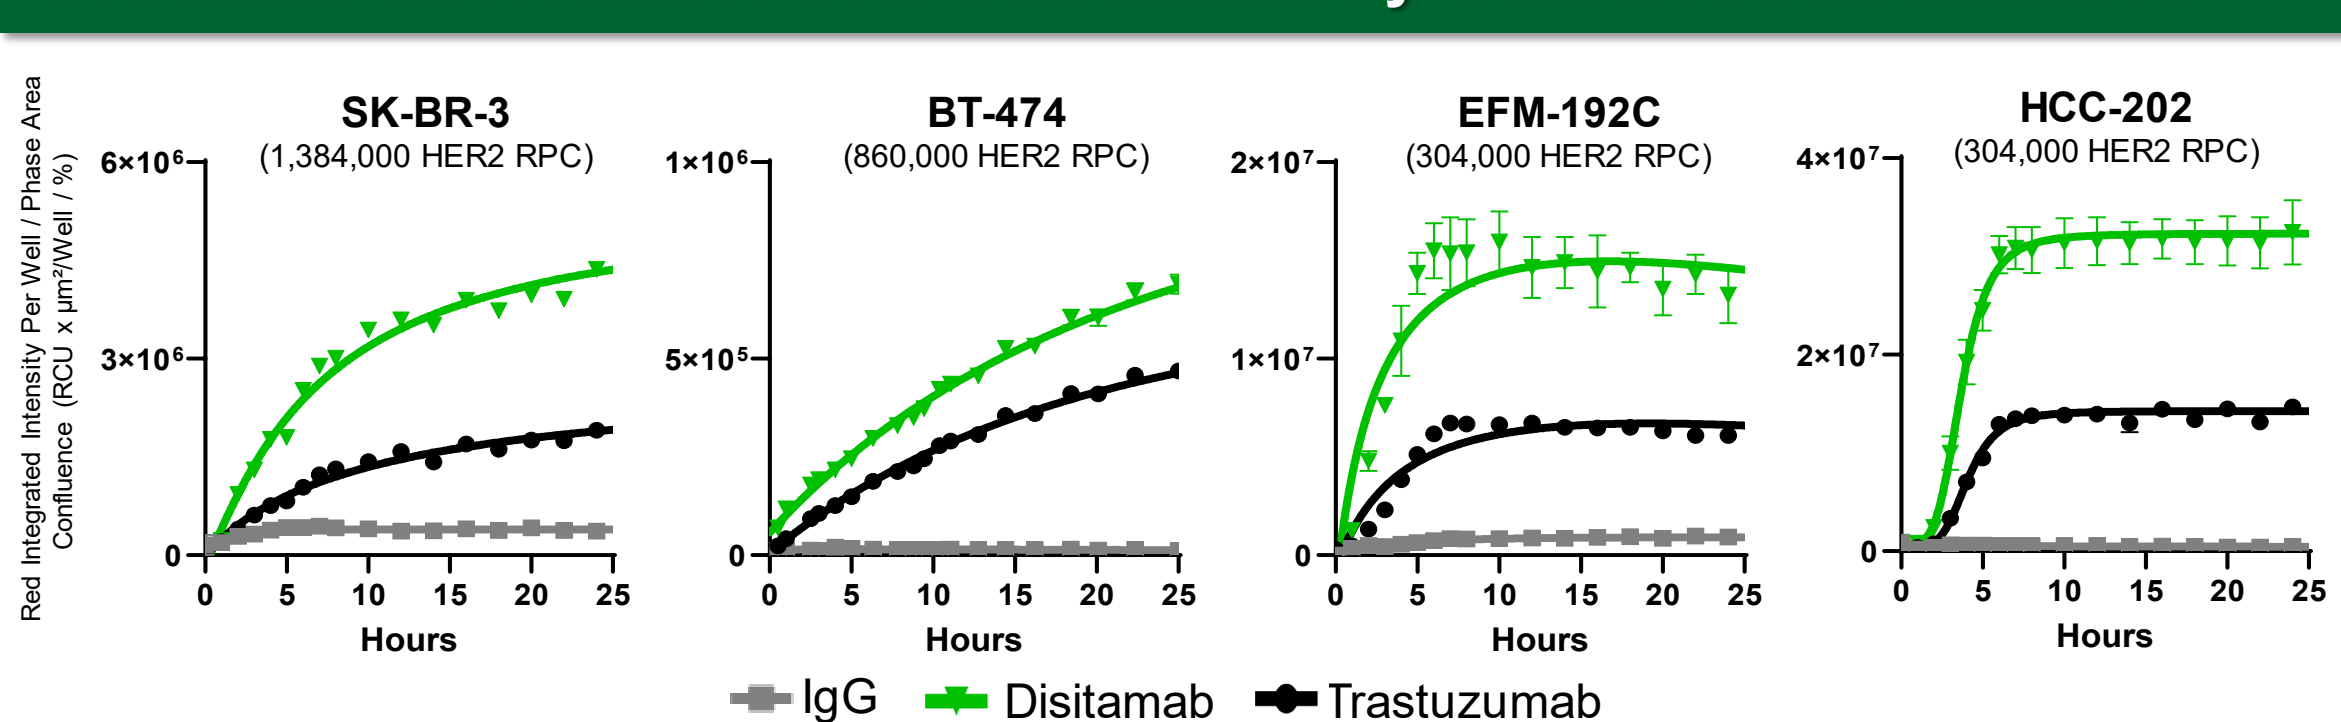 Red Integrated Intensity Per Well / Phase Area
Confluence (RCU x µm²/Well / %)
SK-BR-3
(1,384,000 HER2 RPC)
6×10⁶
3×10⁶
0
0 5 10 15 20 25
Hours
BT-474
(860,000 HER2 RPC)
1×10⁶
5×10⁵
0
0 5 10 15 20 25
Hours
EFM-192C
(304,000 HER2 RPC)
2×10⁷
1×10⁷
0
0 5 10 15 20 25
Hours
HCC-202
(304,000 HER2 RPC)
4×10⁷
2×10⁷
0
0 5 10 15 20 25
Hours
IgG Disitamab Trastuzumab